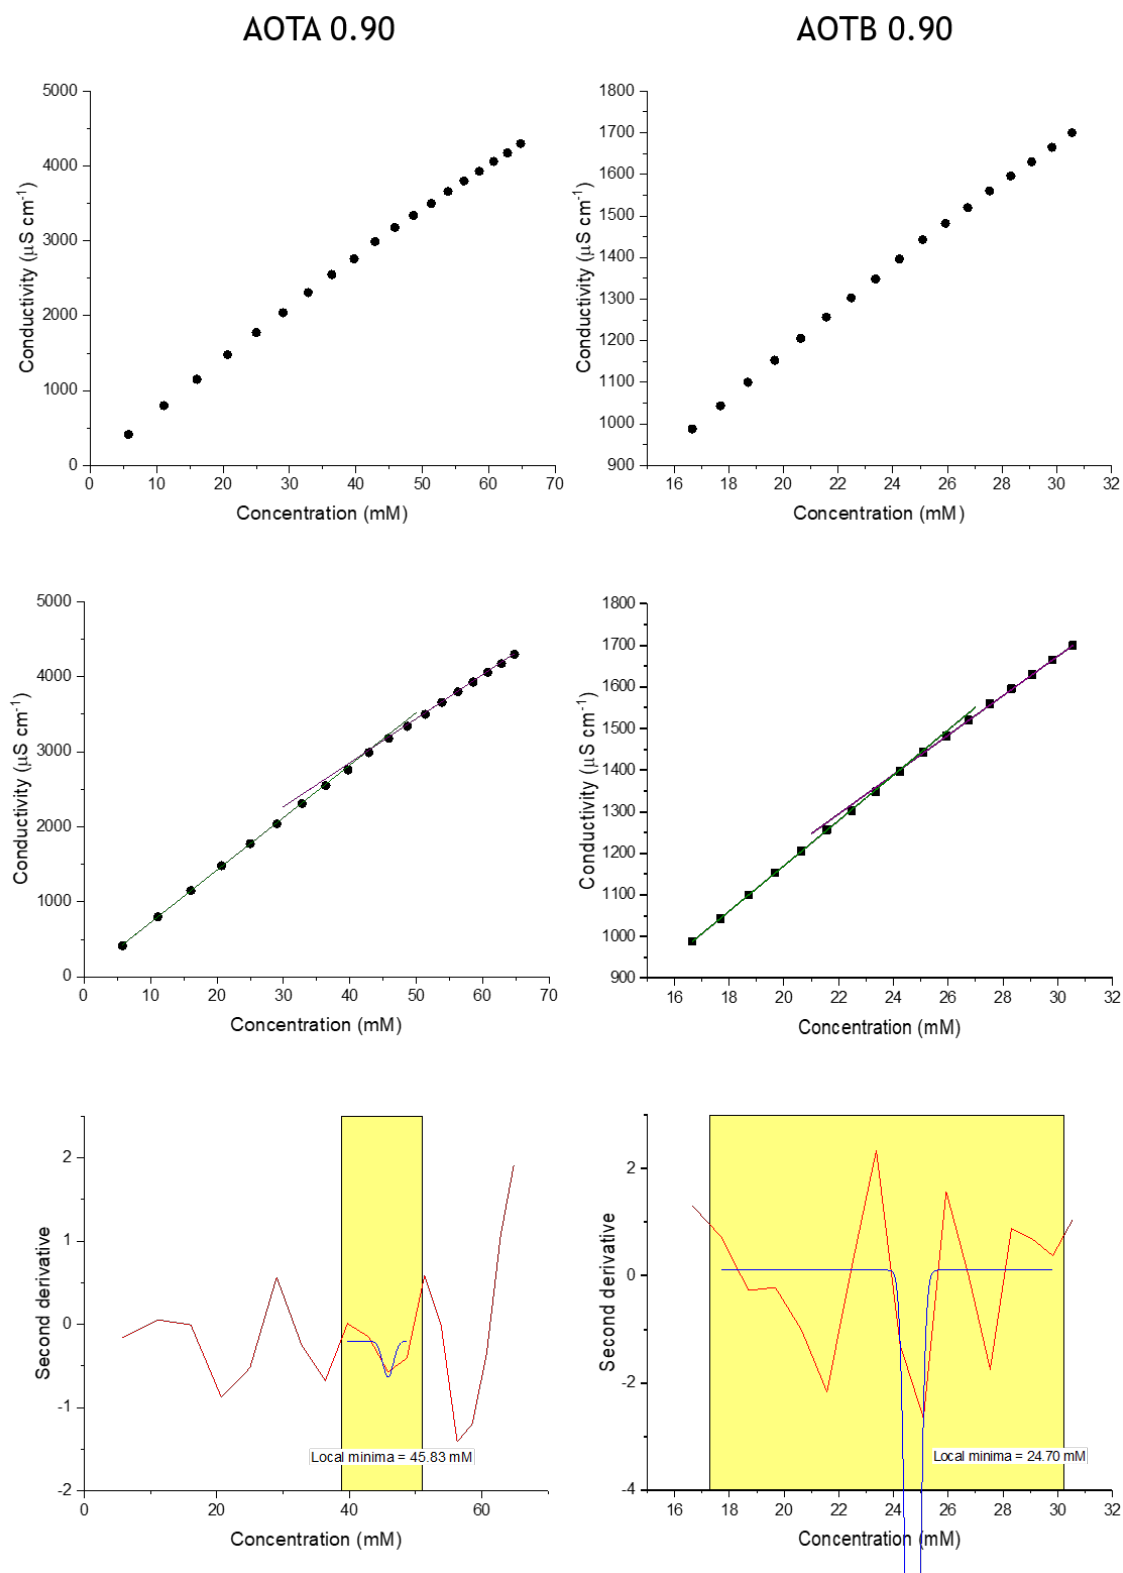 AOTA 0.90
AOTB 0.90
5000
4000
3000
2000
1000
0
Conductivity (μS cm⁻¹)
0 10 20 30 40 50 60 70
Concentration (mM)
1800
1700
1600
1500
1400
1300
1200
1100
1000
900
Conductivity (μS cm⁻¹)
16 18 20 22 24 26 28 30 32
Concentration (mM)
5000
4000
3000
2000
1000
0
Conductivity (μS cm⁻¹)
0 10 20 30 40 50 60 70
Concentration (mM)
1800
1700
1600
1500
1400
1300
1200
1100
1000
900
Conductivity (μS cm⁻¹)
16 18 20 22 24 26 28 30 32
Concentration (mM)
2
1
0
-1
-2
Second derivative
Local minima = 45.83 mM
0 20 40 60
Concentration (mM)
2
0
-2
-4
Second derivative
Local minima = 24.70 mM
16 18 20 22 24 26 28 30 32
Concentration (mM)